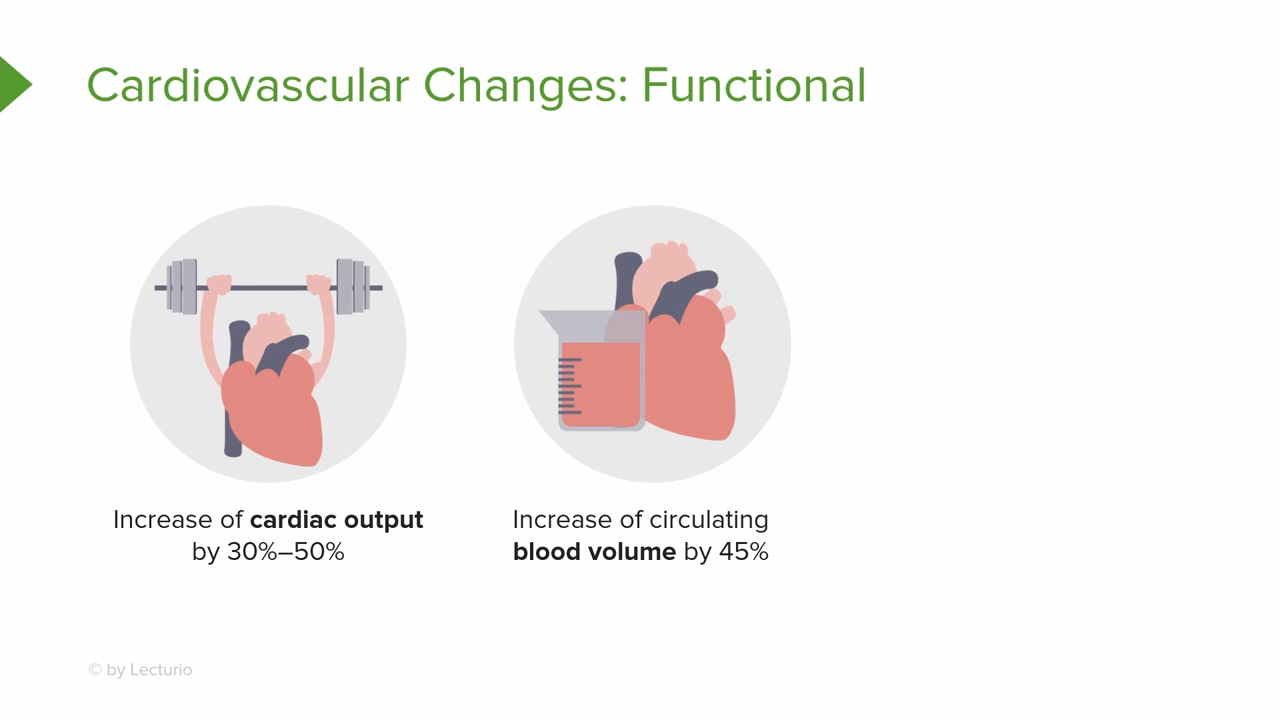 Cardiovascular Changes: Functional
Increase of cardiac output
by 30%–50%
Increase of circulating
blood volume by 45%
© by Lecturio